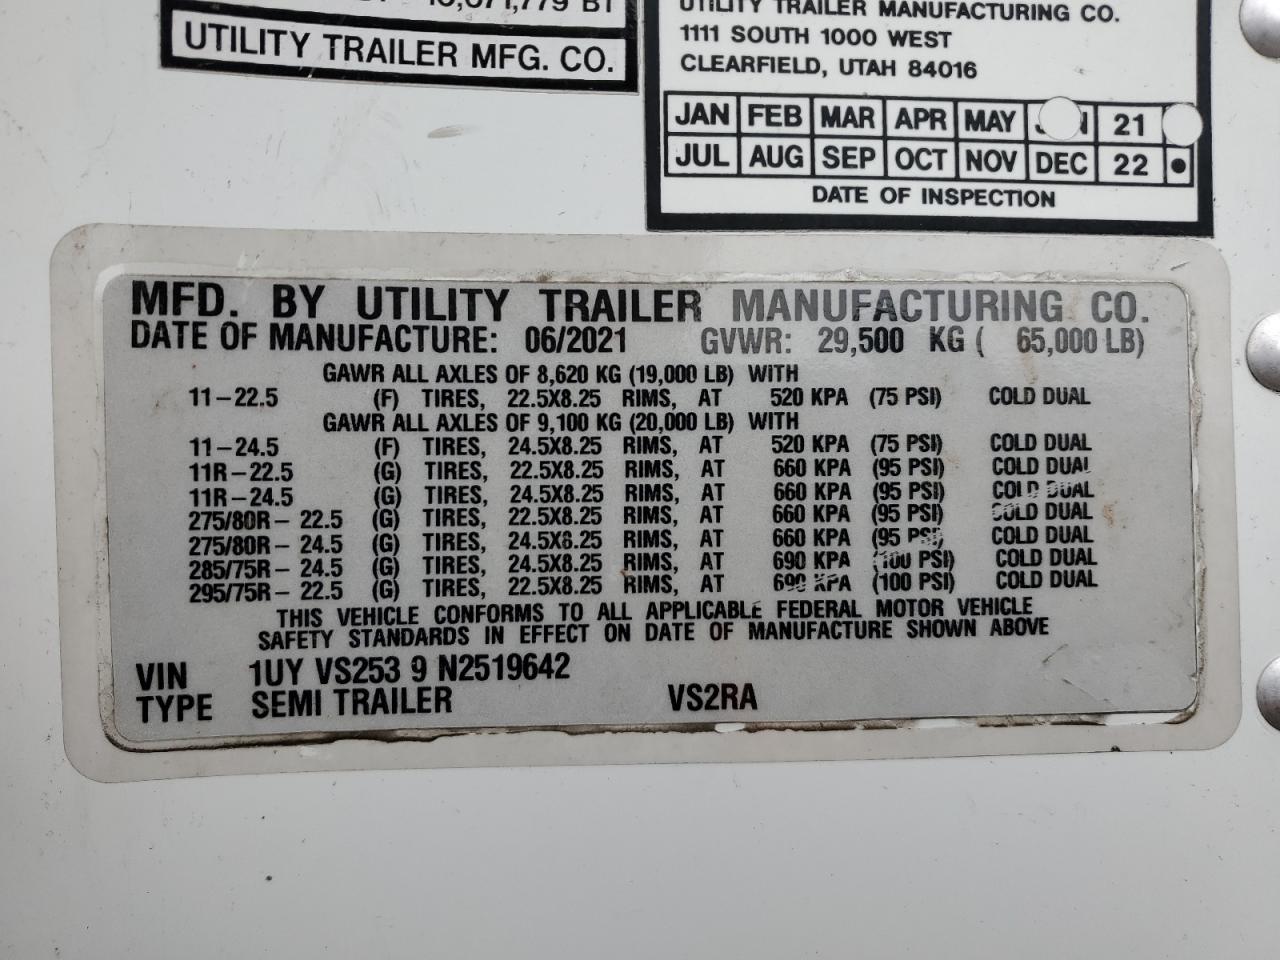 UTILITY TRAILER MFG. CO.
UTILITY TRAILER MANUFACTURING CO.
1111 SOUTH 1000 WEST
CLEARFIELD, UTAH 84016
JAN FEB MAR APR MAY 21
JUL AUG SEP OCT NOV DEC 22
DATE OF INSPECTION
MFD. BY UTILITY TRAILER MANUFACTURING CO.
DATE OF MANUFACTURE: 06/2021 GVWR: 29,500 KG ( 65,000 LB)
GAWR ALL AXLES OF 8,620 KG (19,000 LB) WITH
11-22.5 (F) TIRES, 22.5X8.25 RIMS, AT 520 KPA (75 PSI) COLD DUAL
GAWR ALL AXLES OF 9,100 KG (20,000 LB) WITH
11-24.5 (F) TIRES, 24.5X8.25 RIMS, AT 520 KPA (75 PSI) COLD DUAL
11R-22.5 (G) TIRES, 22.5X8.25 RIMS, AT 660 KPA (95 PSI) COLD DUAL
11R-24.5 (G) TIRES, 24.5X8.25 RIMS, AT 660 KPA (95 PSI) COLD DUAL
275/80R- 22.5 (G) TIRES, 22.5X8.25 RIMS, AT 660 KPA (95 PSI) COLD DUAL
275/80R- 24.5 (G) TIRES, 24.5X8.25 RIMS, AT 660 KPA (95 PSI) COLD DUAL
285/75R- 24.5 (G) TIRES, 24.5X8.25 RIMS, AT 690 KPA (100 PSI) COLD DUAL
295/75R- 22.5 (G) TIRES, 22.5X8.25 RIMS, AT 690 KPA (100 PSI) COLD DUAL
THIS VEHICLE CONFORMS TO ALL APPLICABLE FEDERAL MOTOR VEHICLE
SAFETY STANDARDS IN EFFECT ON DATE OF MANUFACTURE SHOWN ABOVE
VIN 1UY VS253 9 N2519642
TYPE SEMI TRAILER VS2RA